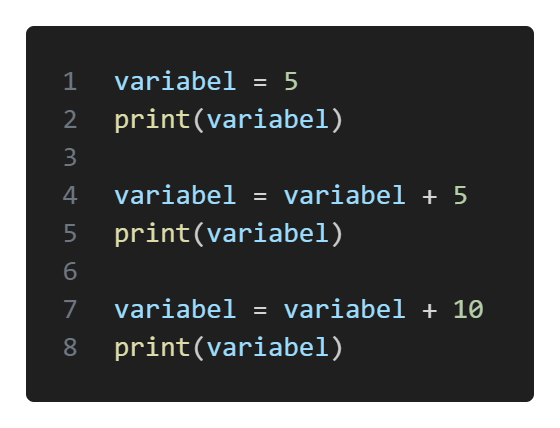 1 variabel = 5
2 print(variabel)
3
4 variabel = variabel + 5
5 print(variabel)
6
7 variabel = variabel + 10
8 print(variabel)